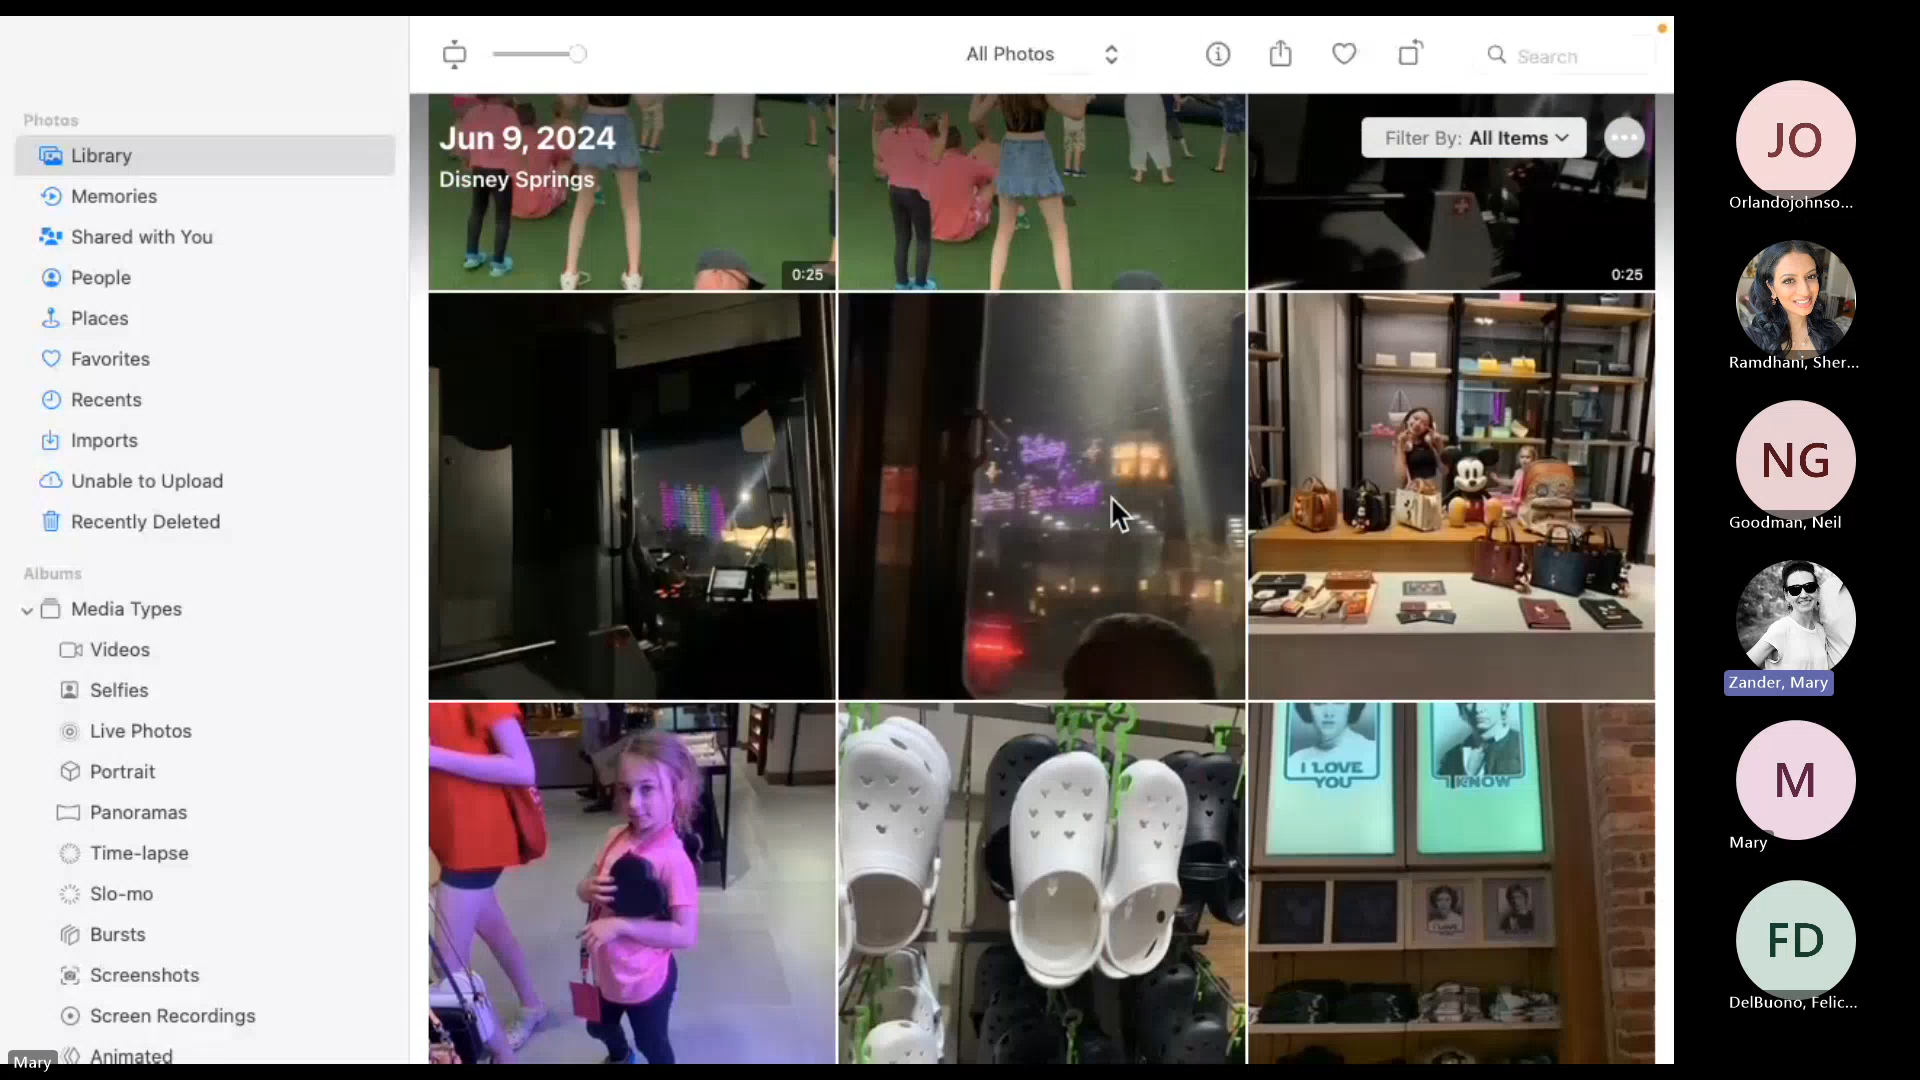 All Photos
Search
Photos
Library
Memories
Shared with You
People
Places
Favorites
Recents
Imports
Unable to Upload
Recently Deleted
Albums
Media Types
Videos
Selfies
Live Photos
Portrait
Panoramas
Time-lapse
Slo-mo
Bursts
Screenshots
Screen Recordings
Animated
Mary
Jun 9, 2024
Disney Springs
Filter By: All Items
0:25
0:25
I LOVE
YOU
I KNOW
JO
Orlandojohnso...
Ramdhani, Sher...
NG
Goodman, Neil
Zander, Mary
M
Mary
FD
DelBuono, Felic...